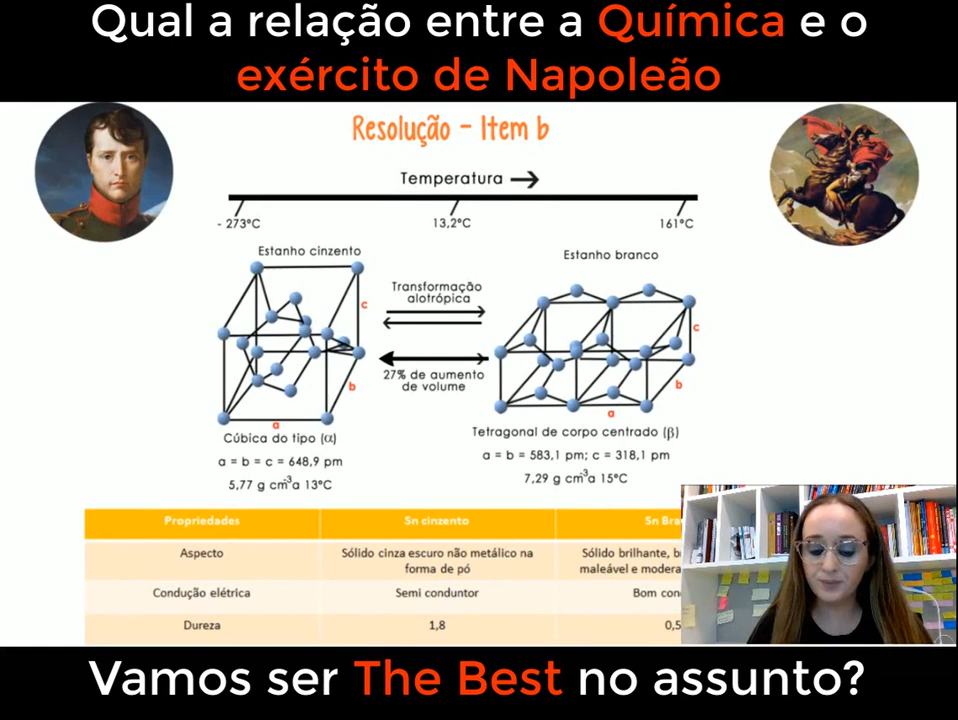 Qual a relação entre a Química e o
exército de Napoleão
Resolução - Item b
Temperatura →
- 273°C 13,2°C 161°C
Estanho cinzento Estanho branco
Transformação
alotrópica
c c
27% de aumento
de volume
b b
a a
Cúbica do tipo (α) Tetragonal de corpo centrado (β)
a = b = c = 648,9 pm a = b = 583,1 pm; c = 318,1 pm
5,77 g cm⁻³ a 13°C 7,29 g cm⁻³ a 15°C
Propriedades Sn cinzento Sn Bra
Aspecto Sólido cinza escuro não metálico na forma de pó Sólido brilhante, b maleável e modera
Condução elétrica Semi conduntor Bom con
Dureza 1,8 0,5
Vamos ser The Best no assunto?